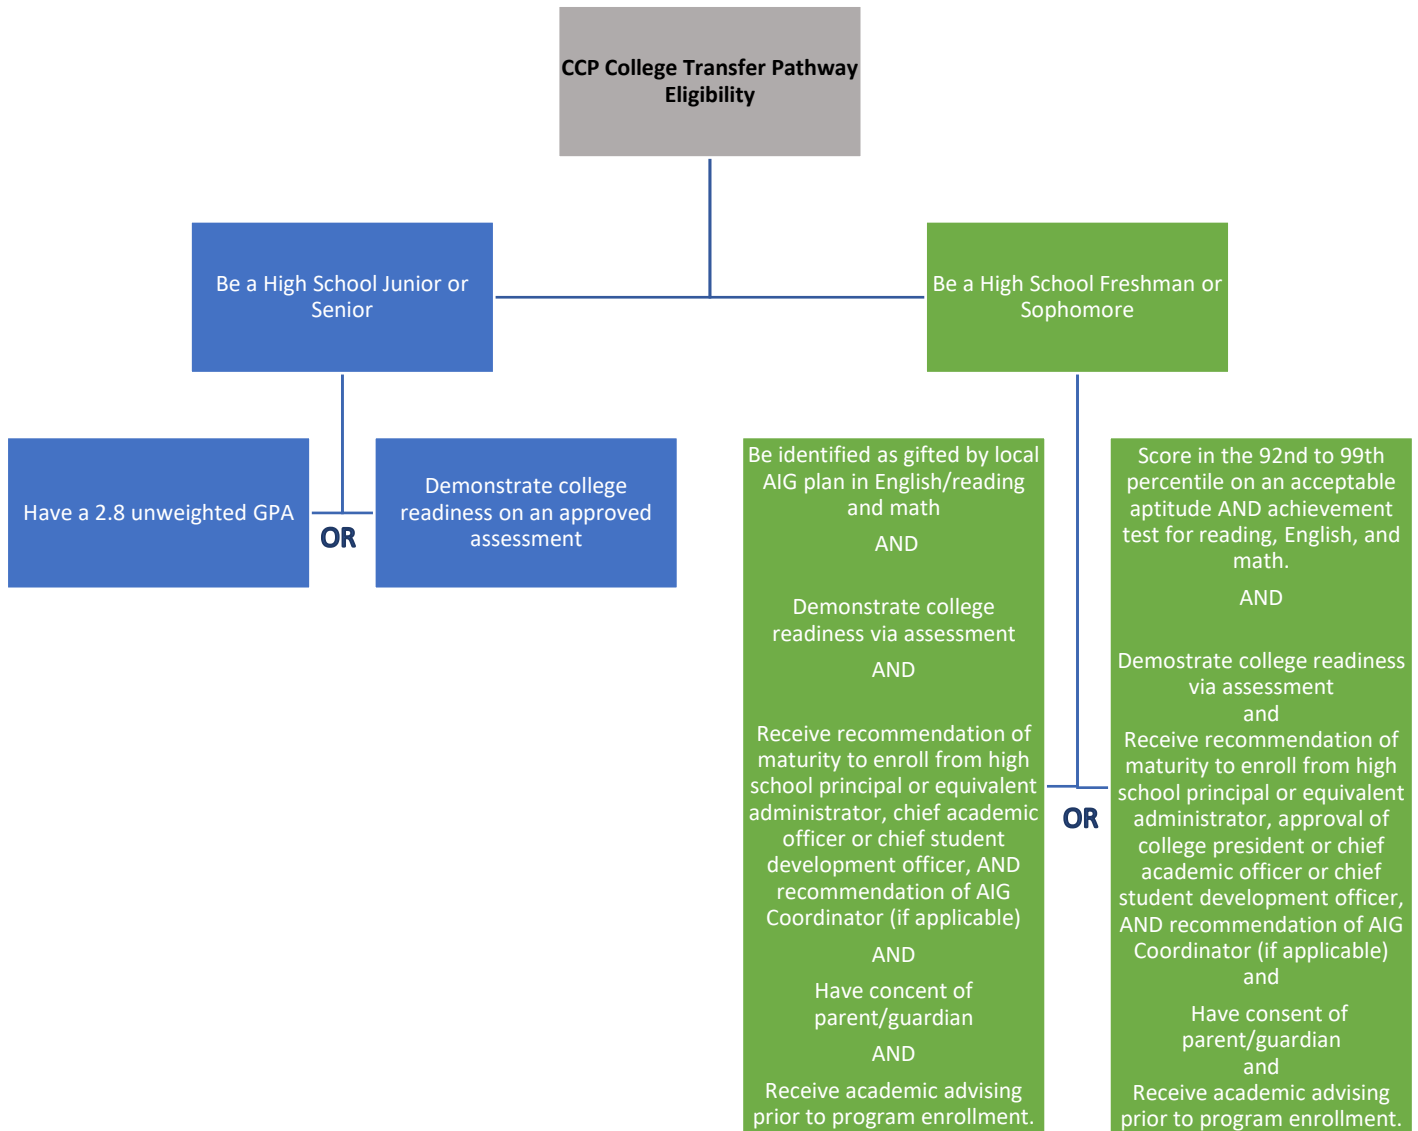 CCP College Transfer Pathway
Eligibility
Be a High School Junior or
Senior
Be a High School Freshman or
Sophomore
Have a 2.8 unweighted GPA
OR
Demonstrate college
readiness on an approved
assessment
Be identified as gifted by local
AIG plan in English/reading
and math
AND
Demonstrate college
readiness via assessment
AND
Receive recommendation of
maturity to enroll from high
school principal or equivalent
administrator, chief academic
officer or chief student
development officer, AND
recommendation of AIG
Coordinator (if applicable)
AND
Have concent of
parent/guardian
AND
Receive academic advising
prior to program enrollment.
OR
Score in the 92nd to 99th
percentile on an acceptable
aptitude AND achievement
test for reading, English, and
math.
AND
Demostrate college readiness
via assessment
and
Receive recommendation of
maturity to enroll from high
school principal or equivalent
administrator, approval of
college president or chief
academic officer or chief
student development officer,
AND recommendation of AIG
Coordinator (if applicable)
and
Have consent of
parent/guardian
and
Receive academic advising
prior to program enrollment.